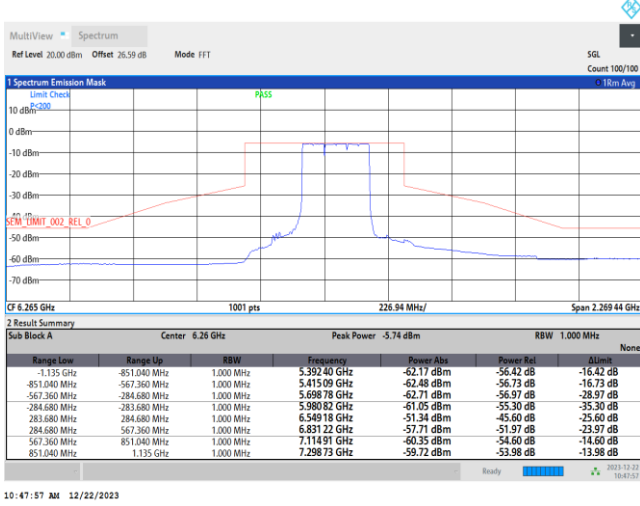 MultiView Spectrum
Ref Level 20.00 dBm Offset 26.59 dB Mode FFT SGL
Count 100/100
1 Spectrum Emission Mask 1Rm Avg
Limit Check PASS
P<200
10 dBm
0 dBm
-10 dBm
-20 dBm
-30 dBm
-40 dBm
SEM_LIMIT_002_REL_0
-50 dBm
-60 dBm
-70 dBm
CF 6.265 GHz 1001 pts 226.94 MHz/ Span 2.269 44 GHz
2 Result Summary
Sub Block A Center 6.26 GHz Peak Power -5.74 dBm RBW 1.000 MHz
None
Range Low Range Up RBW Frequency Power Abs Power Rel ΔLimit
-1.135 GHz -851.040 MHz 1.000 MHz 5.392 40 GHz -62.17 dBm -56.42 dB -16.42 dB
-851.040 MHz -567.360 MHz 1.000 MHz 5.415 09 GHz -62.48 dBm -56.73 dB -16.73 dB
-567.360 MHz -284.680 MHz 1.000 MHz 5.698 78 GHz -62.71 dBm -56.97 dB -28.97 dB
-284.680 MHz -283.680 MHz 1.000 MHz 5.980 82 GHz -61.05 dBm -55.30 dB -35.30 dB
283.680 MHz 284.680 MHz 1.000 MHz 6.549 18 GHz -51.34 dBm -45.60 dB -25.60 dB
284.680 MHz 567.360 MHz 1.000 MHz 6.831 22 GHz -57.71 dBm -51.97 dB -23.97 dB
567.360 MHz 851.040 MHz 1.000 MHz 7.114 91 GHz -60.35 dBm -54.60 dB -14.60 dB
851.040 MHz 1.135 GHz 1.000 MHz 7.298 73 GHz -59.72 dBm -53.98 dB -13.98 dB
Ready 2023-12-22
10:47:57
10:47:57 AM 12/22/2023